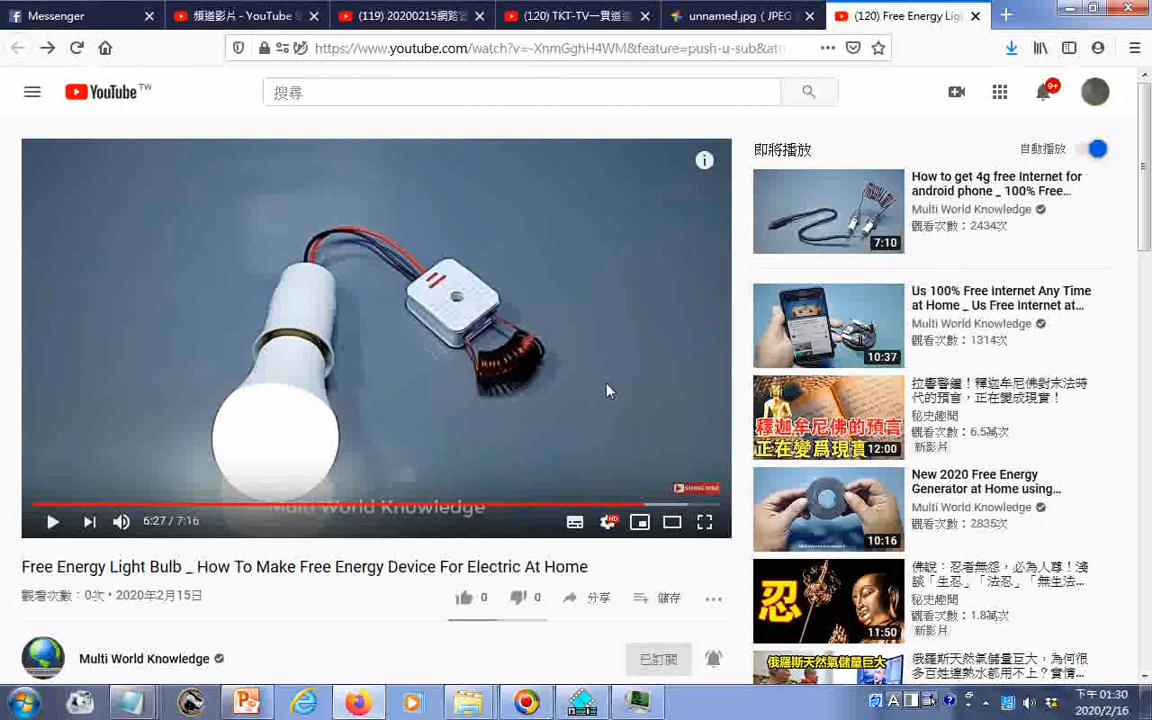 Messenger
頻道影片 - YouTube S
(119) 20200215網路
(120) TKT-TV一貫道
unnamed.jpg ( JPEG
(120) Free Energy Lig
https://www.youtube.com/watch?v=-XnmGghH4WM&feature=push-u-sub&at
YouTube TW
搜尋
9+
即將播放
自動播放
How to get 4g free Internet for
android phone _ 100% Free...
Multi World Knowledge
觀看次數：2434次
7:10
Us 100% Free Internet Any Time
at Home _ Us Free Internet at...
Multi World Knowledge
觀看次數：1314次
10:37
拉響警鐘！釋迦牟尼佛對末法時
代的預言，正在變成現實！
秘史趣聞
觀看次數：6.5萬次
新影片
釋迦牟尼佛的預言
正在變爲現實
12:00
New 2020 Free Energy
Generator at Home using...
Multi World Knowledge
觀看次數：2835次
10:16
佛說：忍者無怨，必為人尊！淺
談「生忍」「法忍」「無生法...
秘史趣聞
觀看次數：1.8萬次
新影片
忍
11:50
俄羅斯天然氣儲量巨大，為何很
多百姓連熱水都用不上？實情...
俄羅斯天然氣儲量巨大
SUBSCRIBE
Multi World Knowledge
6:27 / 7:16
HD
Free Energy Light Bulb _ How To Make Free Energy Device For Electric At Home
觀看次數：0次 • 2020年2月15日
0
0
分享
儲存
Multi World Knowledge
已訂閱
A
下午 01:30
2020/2/16